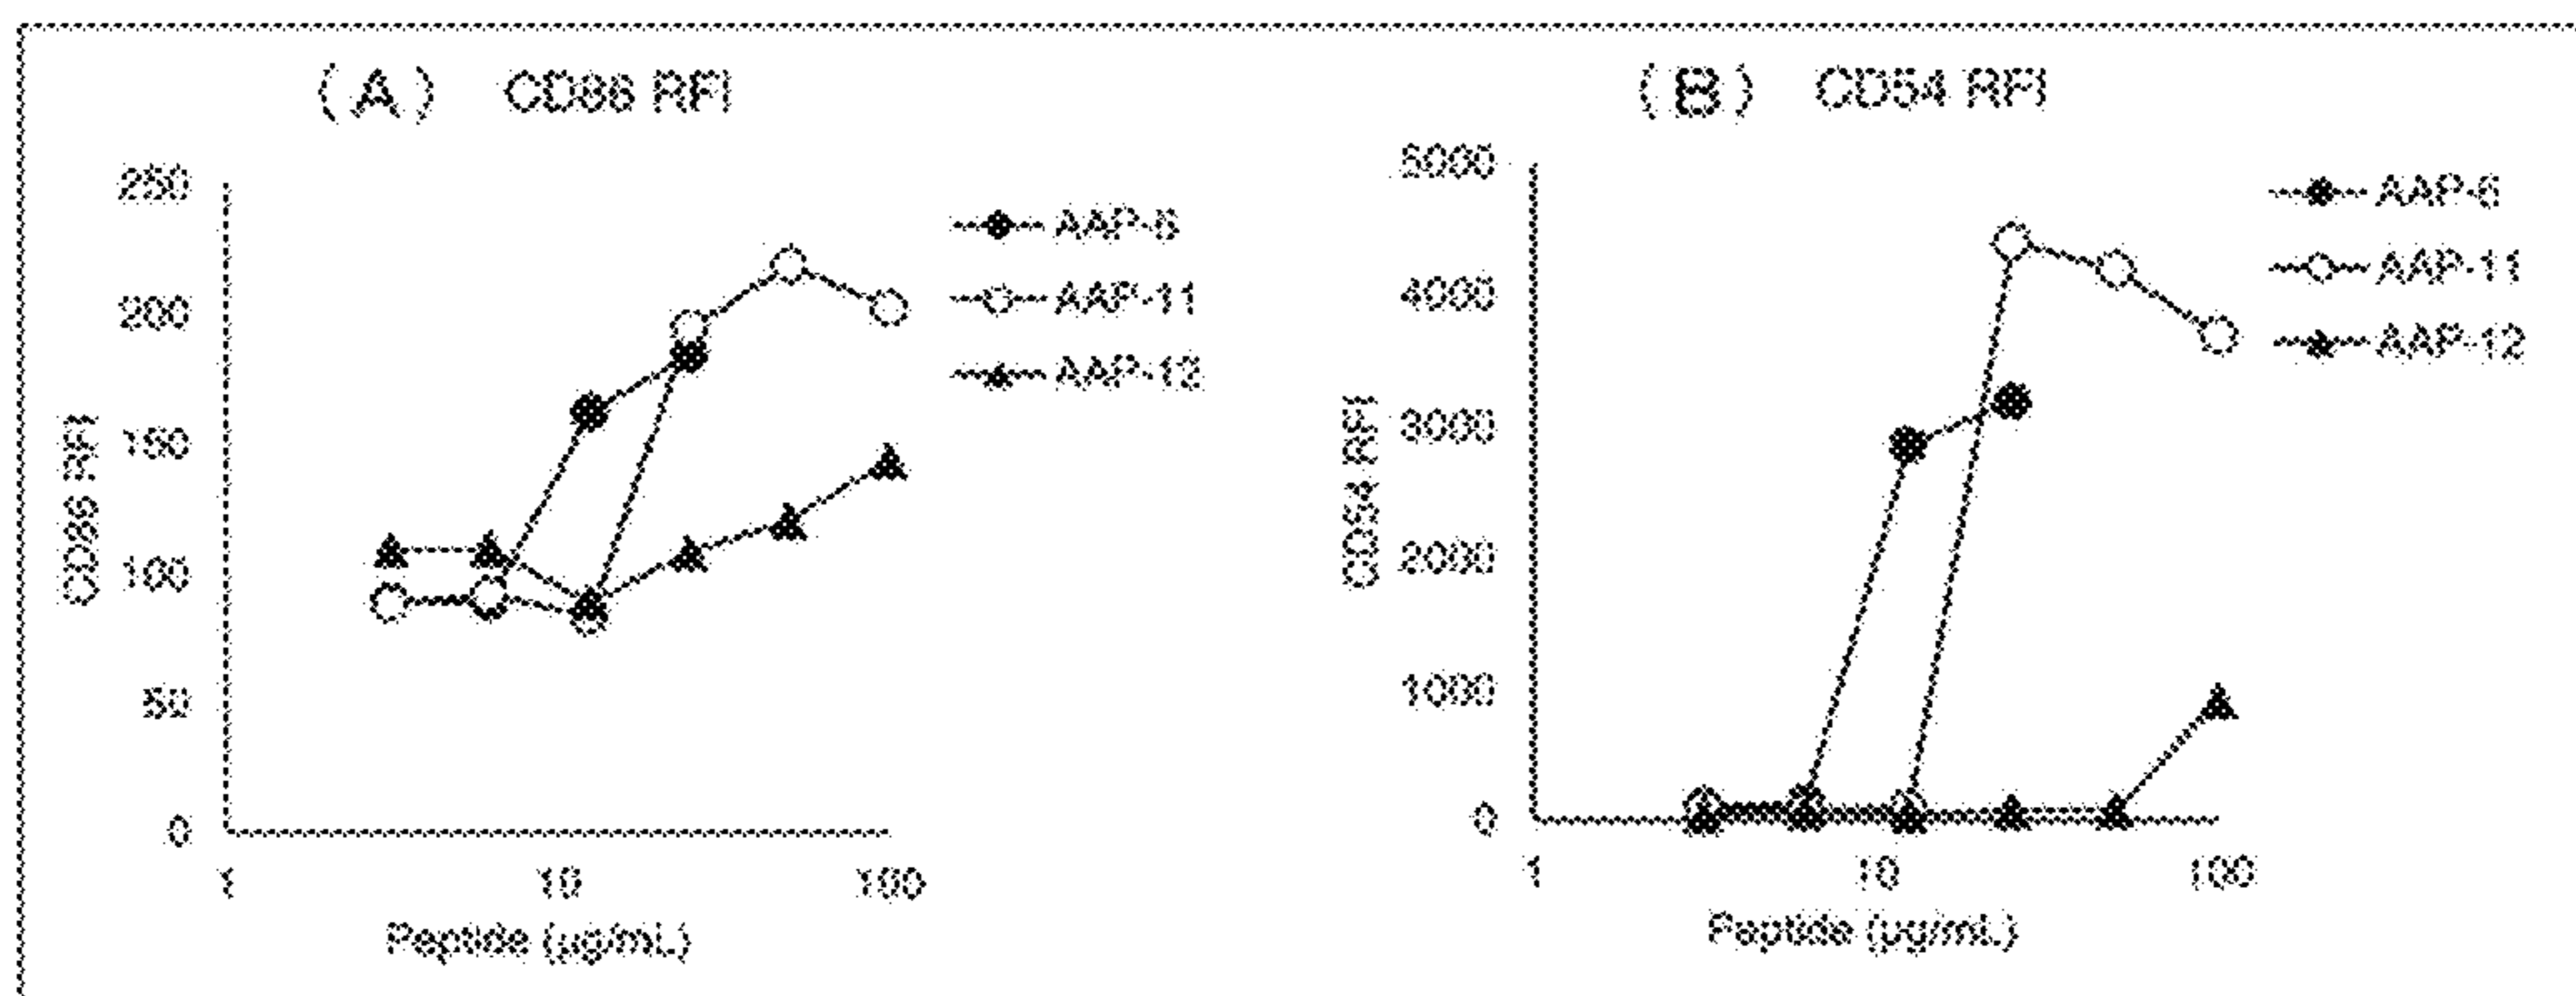 (A) CD86 RFI
250
200
150
100
50
0
CD86 RFI
1 10 100
Peptide (µg/mL)
AAP-6
AAP-11
AAP-12
(B) CD54 RFI
5000
4000
3000
2000
1000
0
CD54 RFI
1 10 100
Peptide (µg/mL)
AAP-6
AAP-11
AAP-12